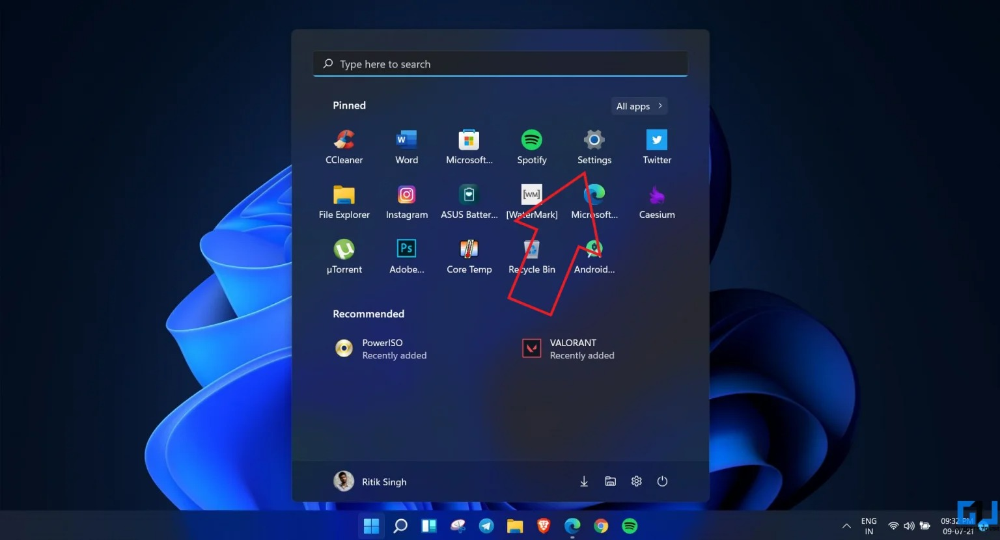 Type here to search
Pinned
All apps
CCleaner
Word
Microsoft...
Spotify
Settings
Twitter
File Explorer
Instagram
ASUS Batter...
[WaterMark]
Microsoft...
Caesium
µTorrent
Adobe...
Core Temp
Recycle Bin
Android...
Recommended
PowerISO
Recently added
VALORANT
Recently added
Ritik Singh
ENG
IN
09:32 PM
09-07-21